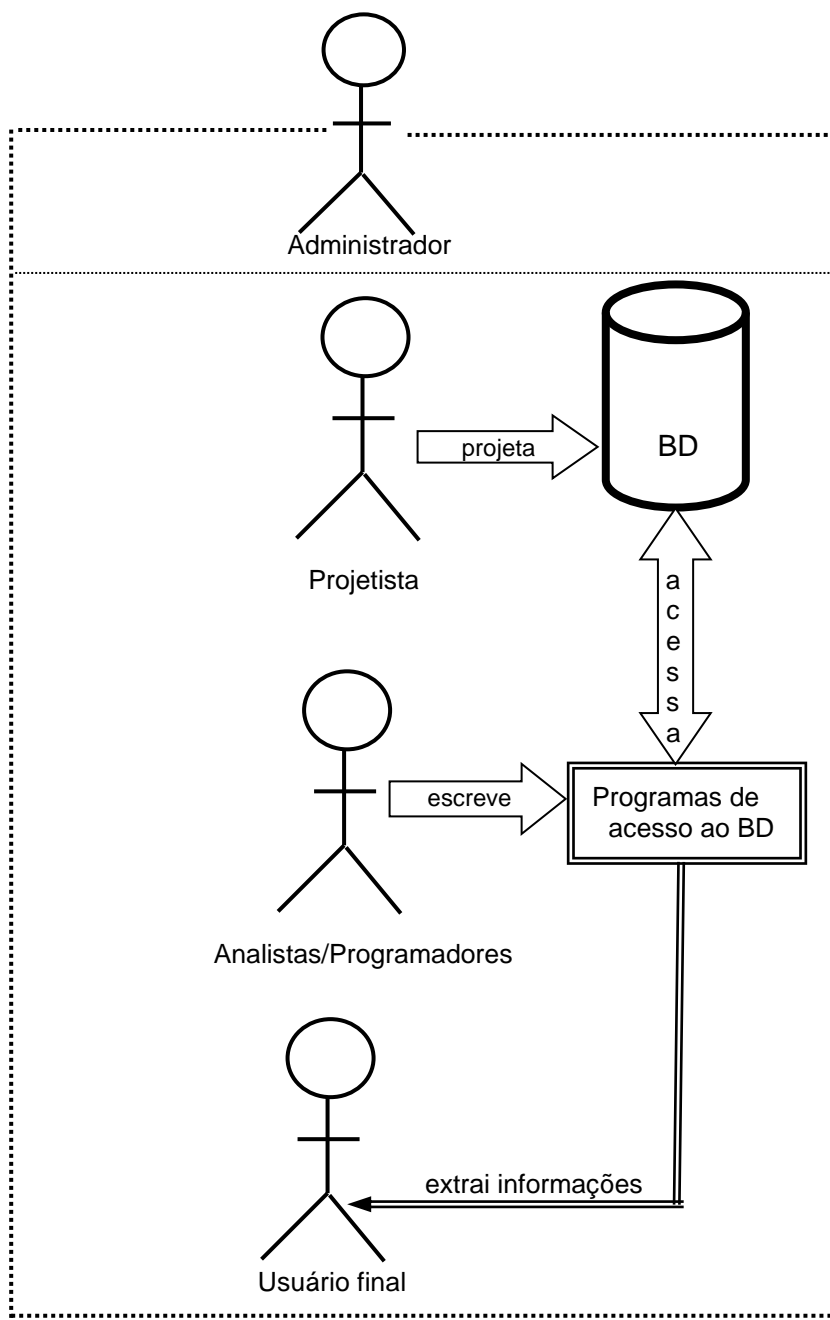 Administrador
projeta
BD
Projetista
a
c
e
s
s
a
escreve
Programas de
acesso ao BD
Analistas/Programadores
extrai informações
Usuário final